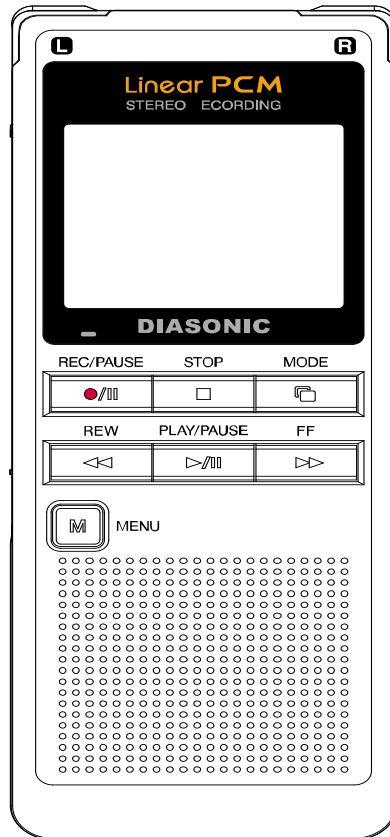 L R
Linear PCM
STEREO ECORDING
DIASONIC
REC/PAUSE STOP MODE
REW PLAY/PAUSE FF
M MENU